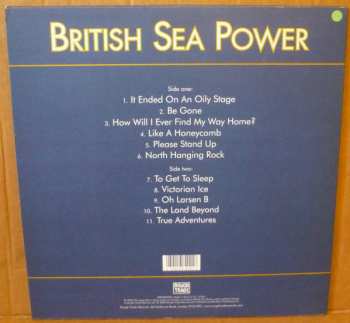 BRITISH SEA POWER
Side one:
1. It Ended On An Oily Stage
2. Be Gone
3. How Will I Ever Find My Way Home?
4. Like A Honeycomb
5. Please Stand Up
6. North Hanging Rock
Side two:
7. To Get To Sleep
8. Victorian Ice
9. Oh Larsen B
10. The Land Beyond
11. True Adventures
ROUGH
TRADE